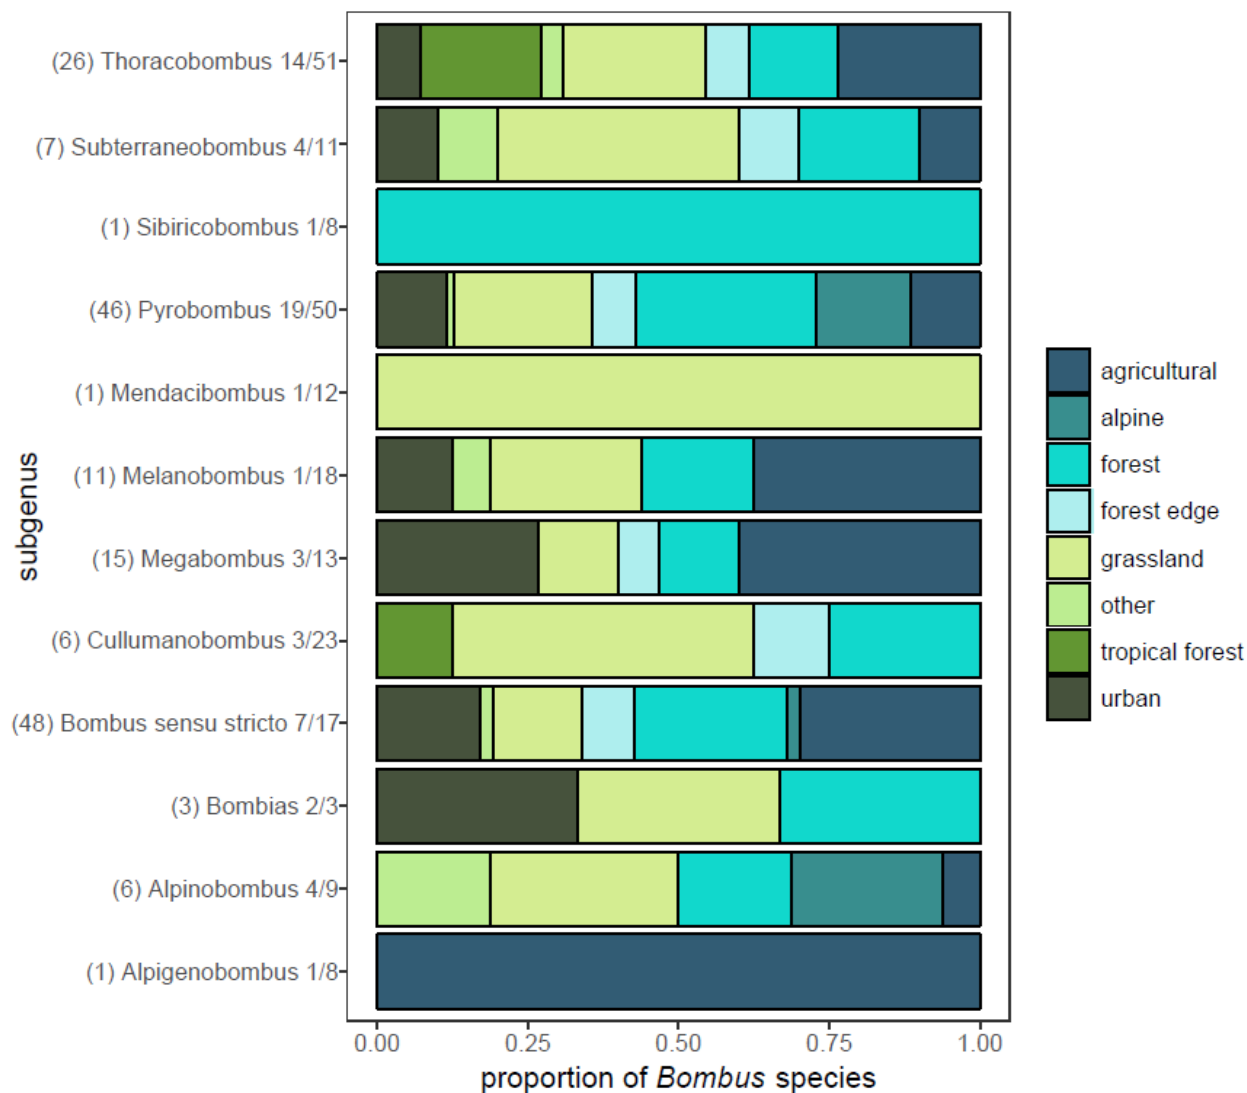 subgenus
(26) Thoracobombus 14/51
(7) Subterraneobombus 4/11
(1) Sibiricobombus 1/8
(46) Pyrobombus 19/50
(1) Mendacibombus 1/12
(11) Melanobombus 1/18
(15) Megabombus 3/13
(6) Cullumanobombus 3/23
(48) Bombus sensu stricto 7/17
(3) Bombias 2/3
(6) Alpinobombus 4/9
(1) Alpigenobombus 1/8
0.00 0.25 0.50 0.75 1.00
proportion of Bombus species
agricultural
alpine
forest
forest edge
grassland
other
tropical forest
urban